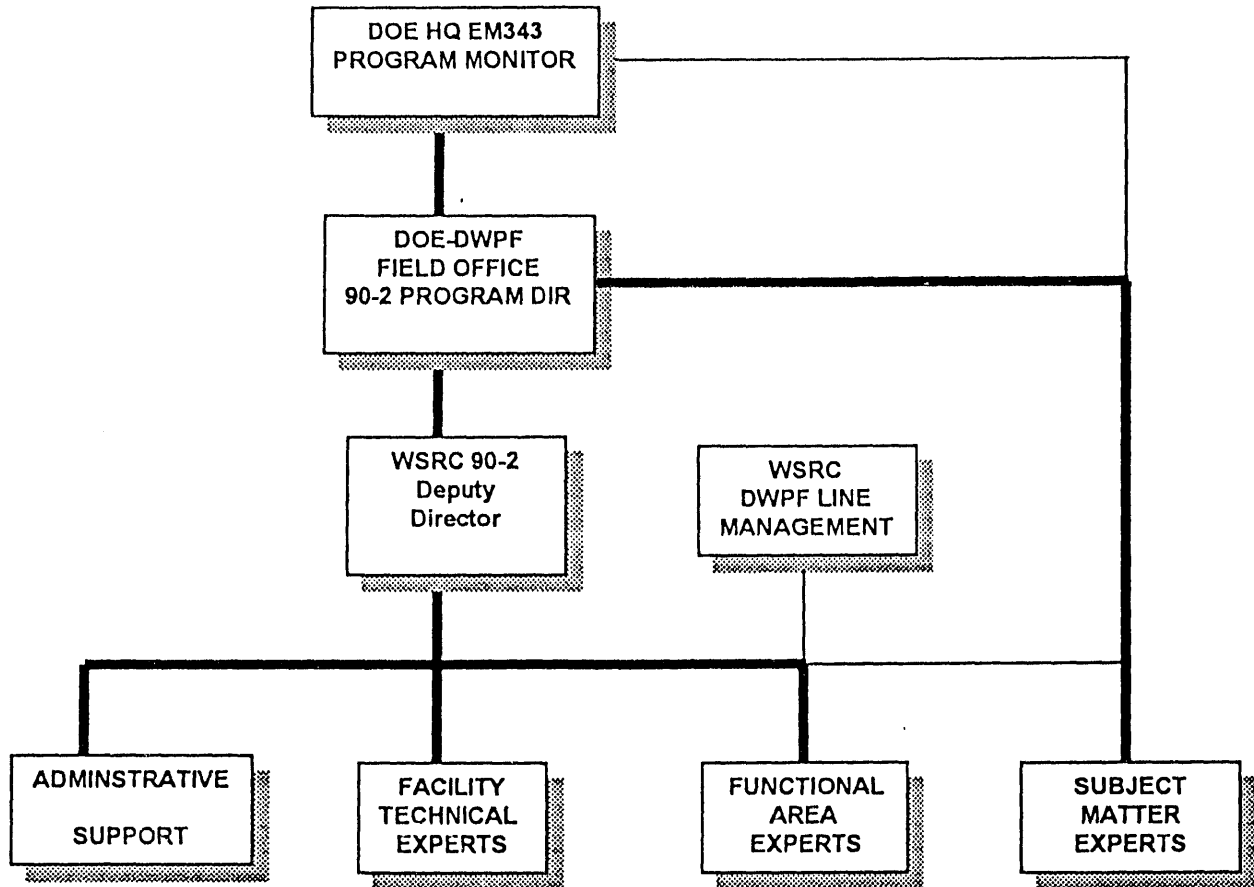 DOE HQ EM343
PROGRAM MONITOR
DOE-DWPF
FIELD OFFICE
90-2 PROGRAM DIR
WSRC 90-2
Deputy
Director
WSRC
DWPF LINE
MANAGEMENT
ADMINSTRATIVE
SUPPORT
FACILITY
TECHNICAL
EXPERTS
FUNCTIONAL
AREA
EXPERTS
SUBJECT
MATTER
EXPERTS